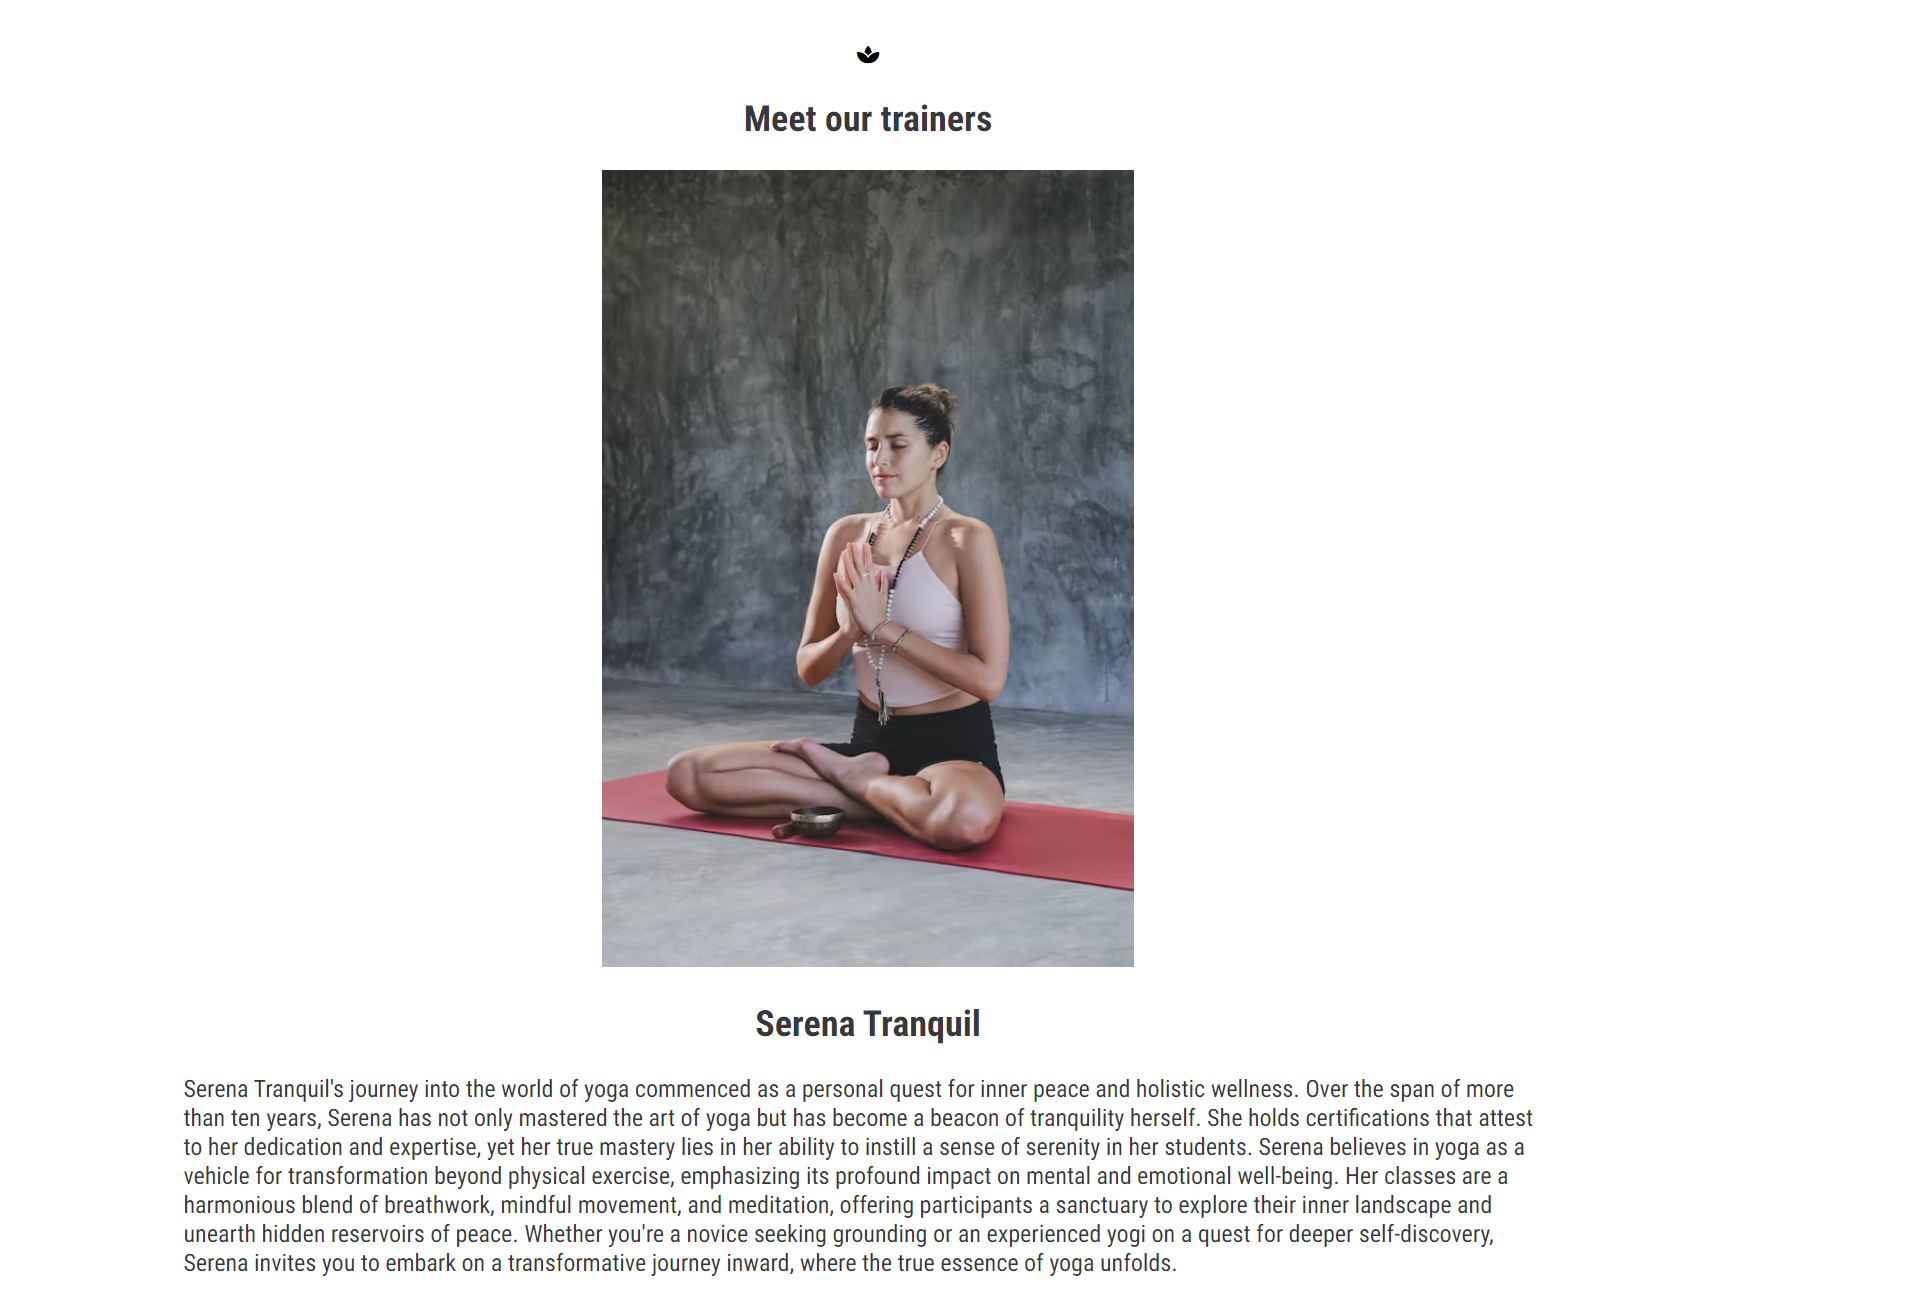 Meet our trainers
Serena Tranquil
Serena Tranquil's journey into the world of yoga commenced as a personal quest for inner peace and holistic wellness. Over the span of more
than ten years, Serena has not only mastered the art of yoga but has become a beacon of tranquility herself. She holds certifications that attest
to her dedication and expertise, yet her true mastery lies in her ability to instill a sense of serenity in her students. Serena believes in yoga as a
vehicle for transformation beyond physical exercise, emphasizing its profound impact on mental and emotional well-being. Her classes are a
harmonious blend of breathwork, mindful movement, and meditation, offering participants a sanctuary to explore their inner landscape and
unearth hidden reservoirs of peace. Whether you're a novice seeking grounding or an experienced yogi on a quest for deeper self-discovery,
Serena invites you to embark on a transformative journey inward, where the true essence of yoga unfolds.